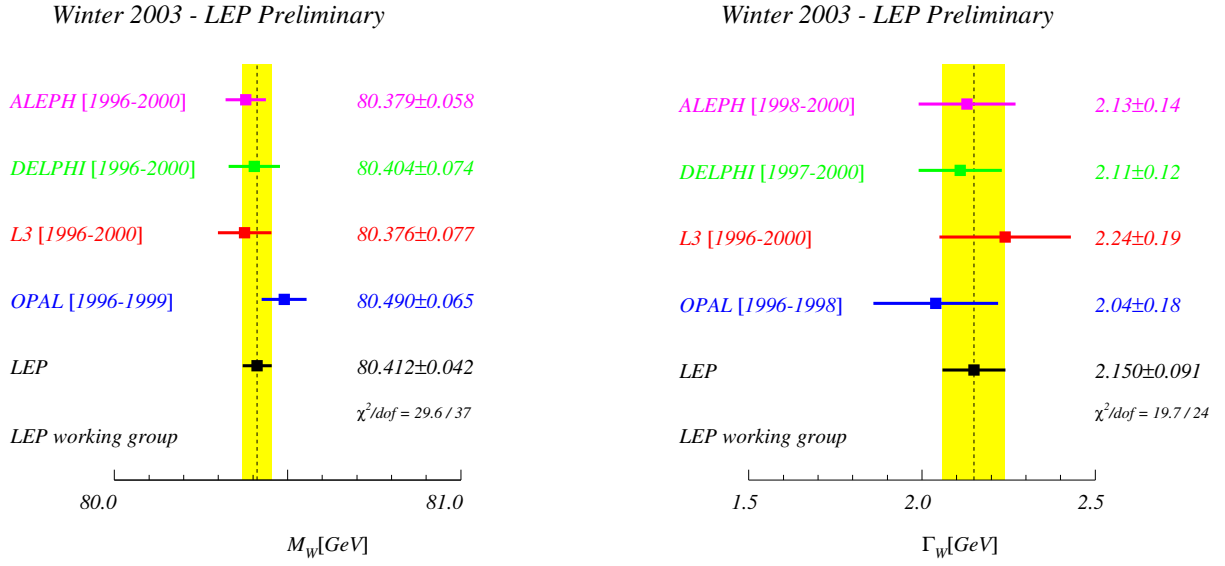 Winter 2003 - LEP Preliminary
ALEPH [1996-2000] 80.379±0.058
DELPHI [1996-2000] 80.404±0.074
L3 [1996-2000] 80.376±0.077
OPAL [1996-1999] 80.490±0.065
LEP 80.412±0.042
χ²/dof = 29.6 / 37
LEP working group
80.0 81.0
M_W[GeV]
Winter 2003 - LEP Preliminary
ALEPH [1998-2000] 2.13±0.14
DELPHI [1997-2000] 2.11±0.12
L3 [1996-2000] 2.24±0.19
OPAL [1996-1998] 2.04±0.18
LEP 2.150±0.091
χ²/dof = 19.7 / 24
LEP working group
1.5 2.0 2.5
Γ_W[GeV]